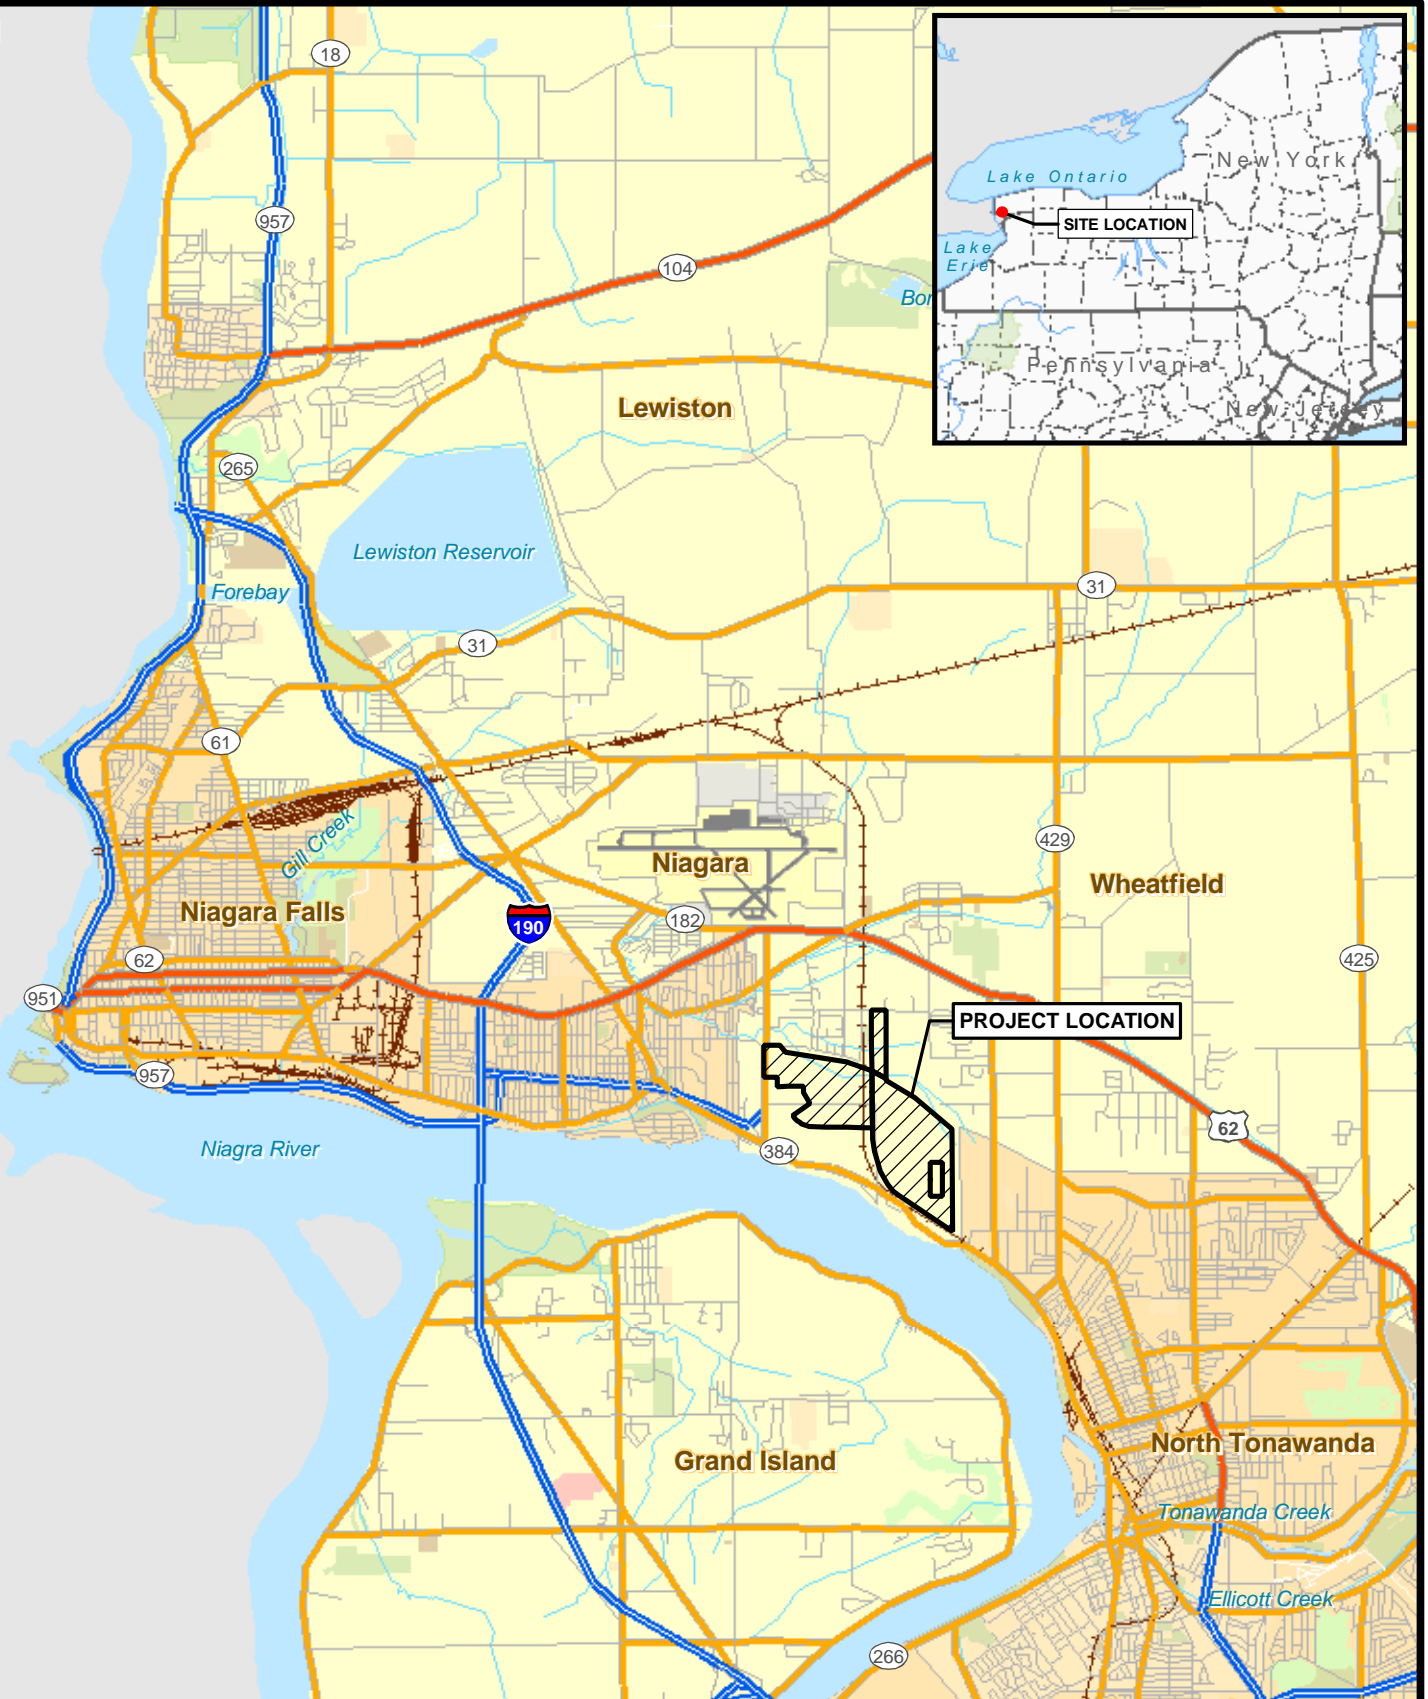 18
957
104
Bor
Lake Ontario
New York
SITE LOCATION
Lake
Erie
Pennsylvania
New Jersey
Lewiston
265
Lewiston Reservoir
Forebay
31
31
61
Gill Creek
429
Niagara
Wheatfield
Niagara Falls
182
190
62
425
951
PROJECT LOCATION
957
62
Niagra River
384
Grand Island
North Tonawanda
Tonawanda Creek
Ellicott Creek
266